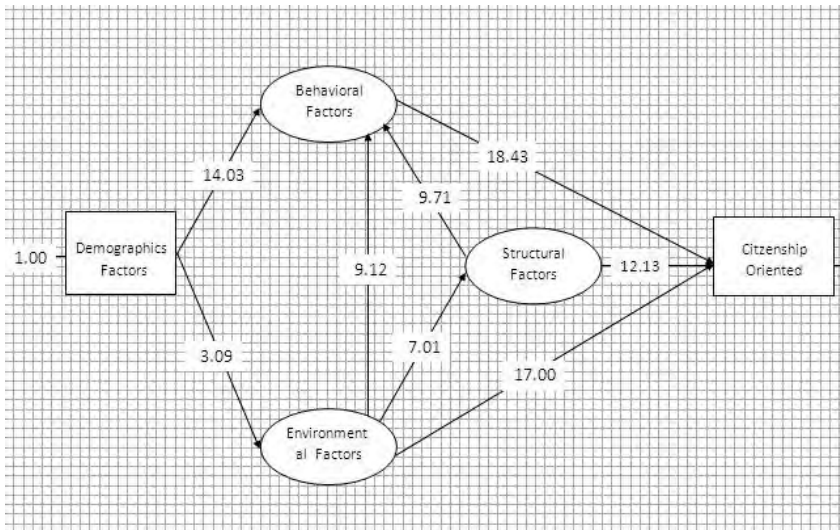 Behavioral
Factors
14.03
18.43
9.71
1.00
Demographics
Factors
9.12
Structural
Factors
12.13
Citzenship
Oriented
3.09
7.01
17.00
Environment
al Factors